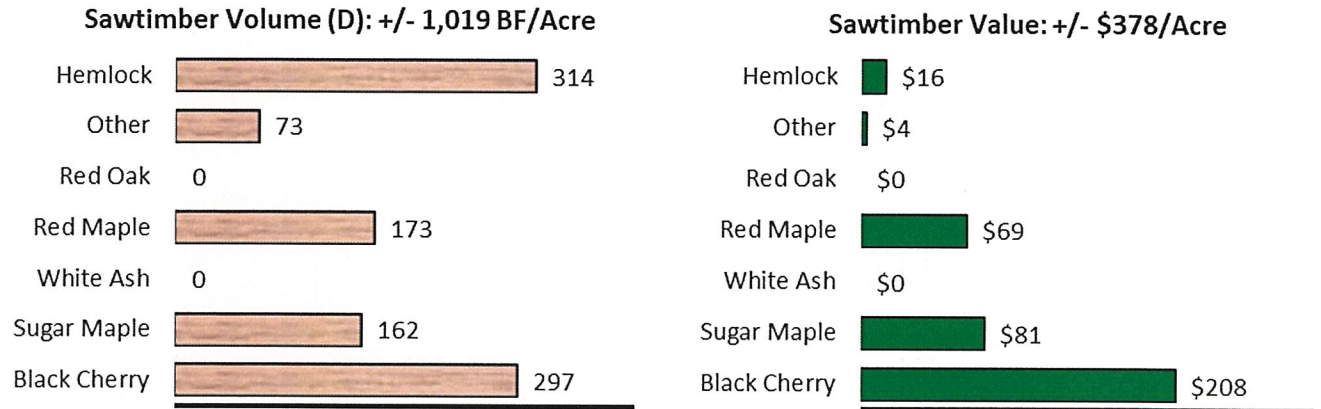 Sawtimber Volume (D): +/- 1,019 BF/Acre
Hemlock 314
Other 73
Red Oak 0
Red Maple 173
White Ash 0
Sugar Maple 162
Black Cherry 297
Sawtimber Value: +/- $378/Acre
Hemlock $16
Other $4
Red Oak $0
Red Maple $69
White Ash $0
Sugar Maple $81
Black Cherry $208